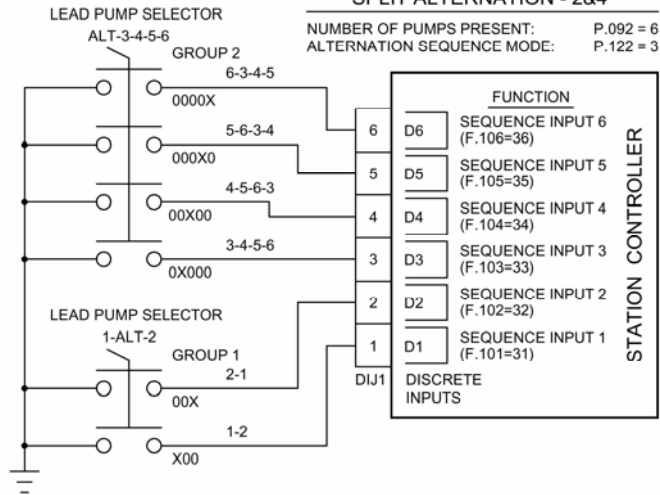 SPLIT ALTERNATION - 2&4
LEAD PUMP SELECTOR
ALT-3-4-5-6
NUMBER OF PUMPS PRESENT: P.092 = 6
ALTERNATION SEQUENCE MODE: P.122 = 3
GROUP 2
6-3-4-5
0000X
5-6-3-4
000X0
4-5-6-3
00X00
3-4-5-6
0X000
LEAD PUMP SELECTOR
1-ALT-2
GROUP 1
2-1
00X
1-2
X00
FUNCTION
6 D6 SEQUENCE INPUT 6
(F.106=36)
5 D5 SEQUENCE INPUT 5
(F.105=35)
4 D4 SEQUENCE INPUT 4
(F.104=34)
3 D3 SEQUENCE INPUT 3
(F.103=33)
2 D2 SEQUENCE INPUT 2
(F.102=32)
1 D1 SEQUENCE INPUT 1
(F.101=31)
DIJ1 DISCRETE
INPUTS
STATION CONTROLLER